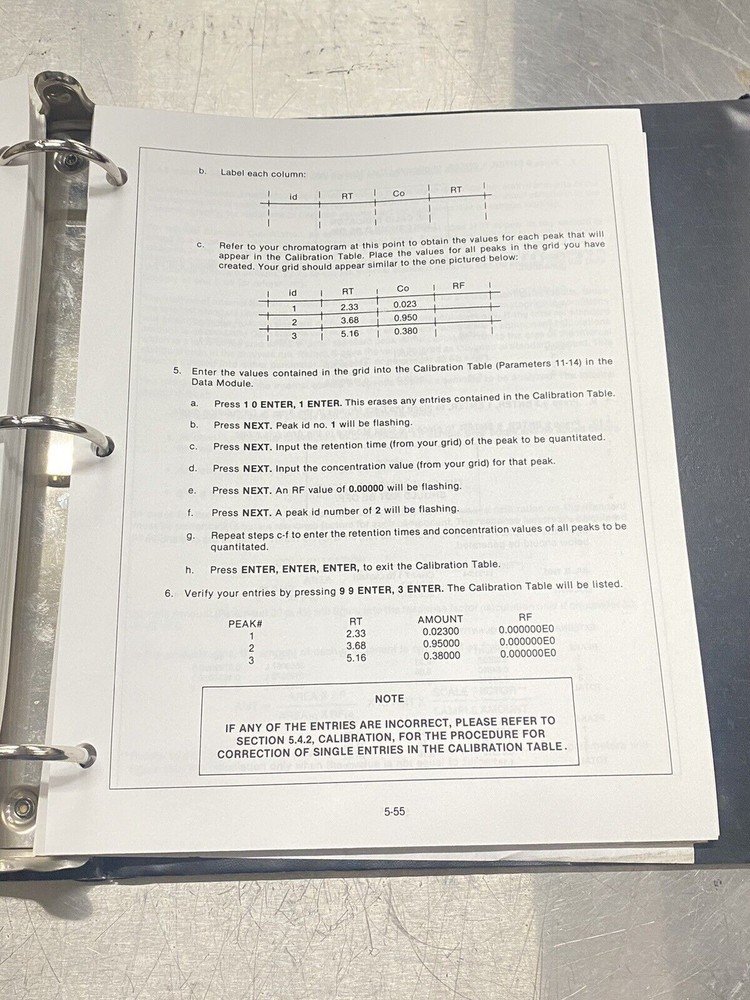 b. Label each column:
id RT Co RT
c. Refer to your chromatogram at this point to obtain the values for each peak that will
appear in the Calibration Table. Place the values for all peaks in the grid you have
created. Your grid should appear similar to the one pictured below:
id RT Co RF
1 2.33 0.023
2 3.68 0.950
3 5.16 0.380
5. Enter the values contained in the grid into the Calibration Table (Parameters 11-14) in the
Data Module.
a. Press 1 0 ENTER, 1 ENTER. This erases any entries contained in the Calibration Table.
b. Press NEXT. Peak id no. 1 will be flashing.
c. Press NEXT. Input the retention time (from your grid) of the peak to be quantitated.
d. Press NEXT. Input the concentration value (from your grid) for that peak.
e. Press NEXT. An RF value of 0.00000 will be flashing.
f. Press NEXT. A peak id number of 2 will be flashing.
g. Repeat steps c-f to enter the retention times and concentration values of all peaks to be
quantitated.
h. Press ENTER, ENTER, ENTER, to exit the Calibration Table.
6. Verify your entries by pressing 9 9 ENTER, 3 ENTER. The Calibration Table will be listed.
PEAK# RT AMOUNT RF
1 2.33 0.02300 0.000000E0
2 3.68 0.95000 0.000000E0
3 5.16 0.38000 0.000000E0
NOTE
IF ANY OF THE ENTRIES ARE INCORRECT, PLEASE REFER TO
SECTION 5.4.2, CALIBRATION, FOR THE PROCEDURE FOR
CORRECTION OF SINGLE ENTRIES IN THE CALIBRATION TABLE.
5-55